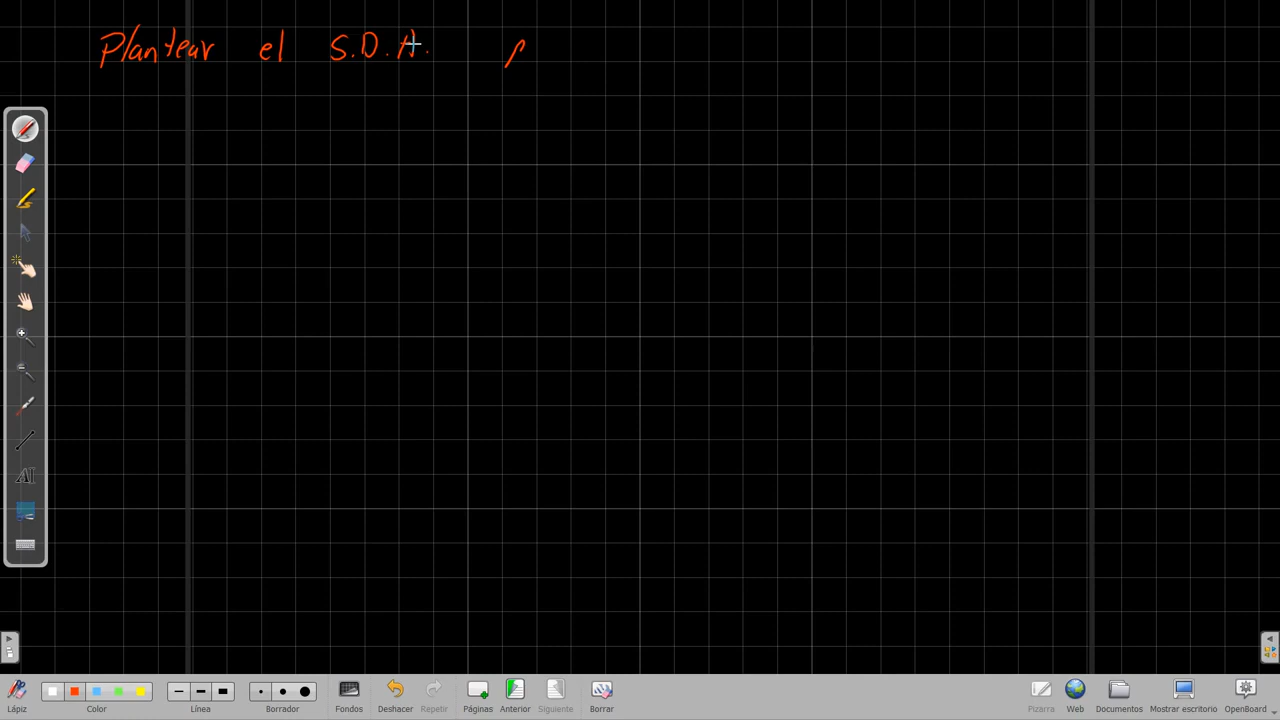 Plantear el S.D.A. p
Lápiz
Color
Línea
Borrador
Fondos
Deshacer
Repetir
Páginas
Anterior
Siguiente
Borrar
Pizarra
Web
Documentos
Mostrar escritorio
OpenBoard